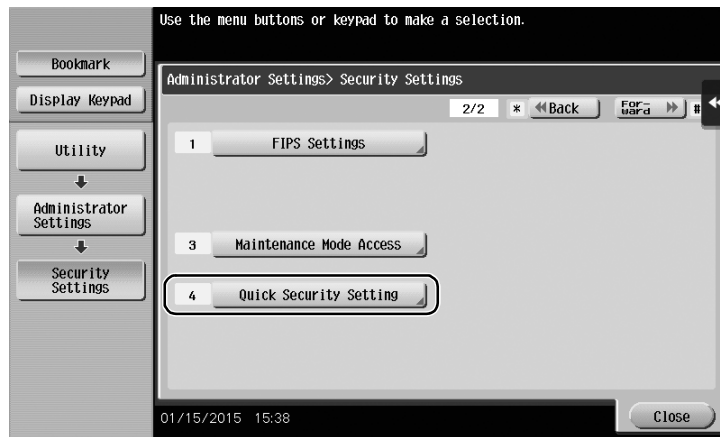 Use the menu buttons or keypad to make a selection.
Bookmark
Display Keypad
Utility
Administrator
Settings
Security
Settings
Administrator Settings> Security Settings
2/2 * Back For-
ward #
1 FIPS Settings
3 Maintenance Mode Access
4 Quick Security Setting
01/15/2015 15:38
Close